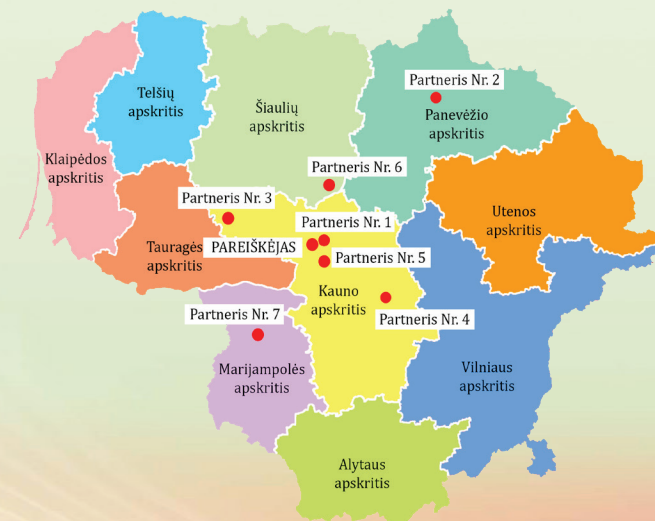 Partneris Nr. 2
Telšių
apskritis
Šiaulių
apskritis
Panevėžio
apskritis
Klaipėdos
apskritis
Partneris Nr. 6
Partneris Nr. 3
Utenos
apskritis
Partneris Nr. 1
Tauragės
apskritis
PAREIŠKĖJAS
Partneris Nr. 5
Kauno
apskritis
Partneris Nr. 7
Partneris Nr. 4
Marijampolės
apskritis
Vilniaus
apskritis
Alytaus
apskritis